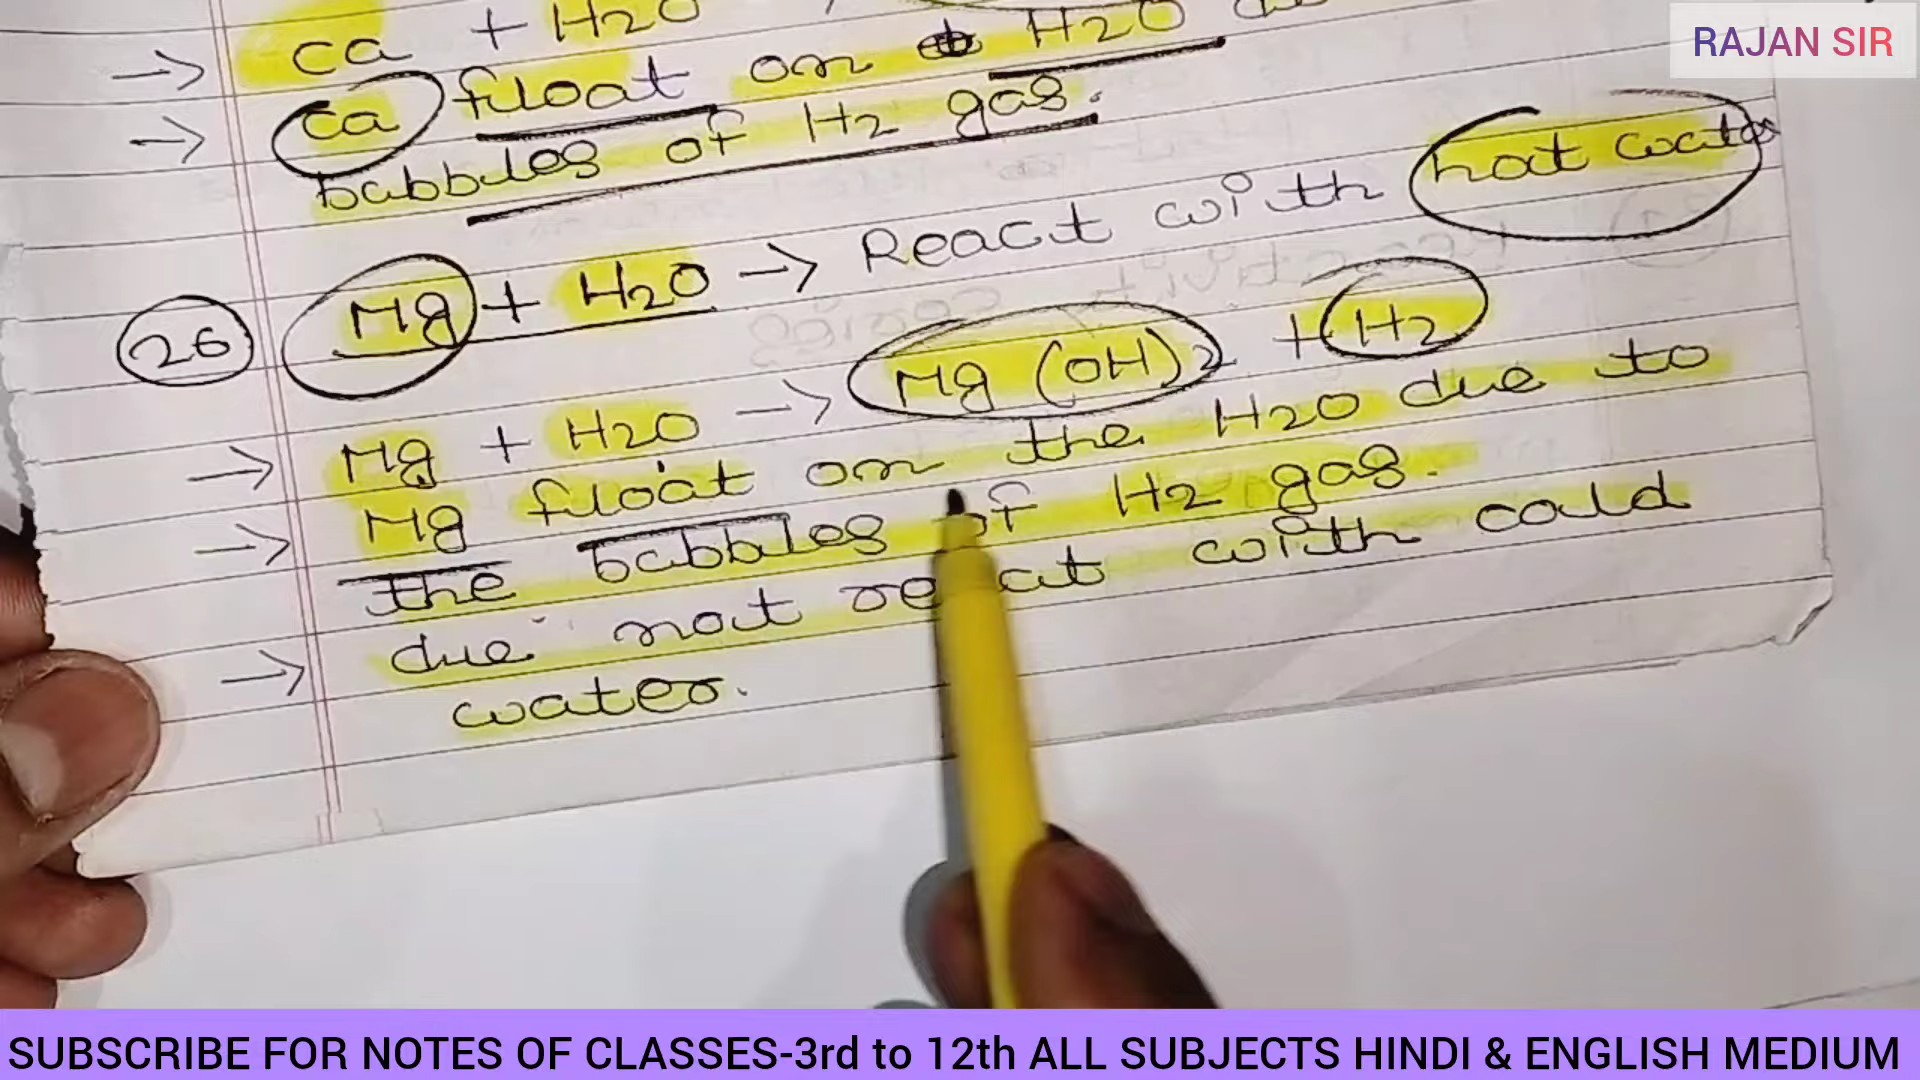 RAJAN SIR
→ Ca + H2O
→ Ca float on H2O
bubbles of H2 gas.
26 Mg + H2O → React with hot water
→ Mg + H2O → Mg (OH)2 + H2
→ Mg float on the H2O due to
the bubbles of H2 gas.
→ due not react with cold
water.
SUBSCRIBE FOR NOTES OF CLASSES-3rd to 12th ALL SUBJECTS HINDI & ENGLISH MEDIUM